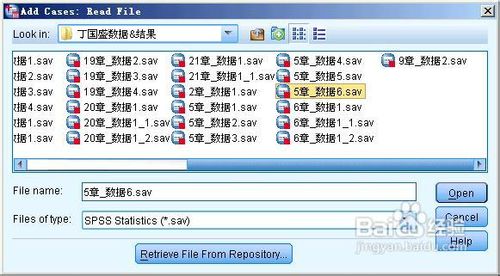 Add Cases: Read File
Look in: 丁国盛数据&结果
据1.sav 19章_数据2.sav 21章_数据1.sav 5章_数据4.sav 9章_数据2.sav
据2.sav 19章_数据3.sav 21章_数据1_1.sav 5章_数据5.sav
据3.sav 19章_数据4.sav 2章_数据1.sav 5章_数据6.sav
据4.sav 20章_数据1.sav 5章_数据1.sav 6章_数据1.sav
据1.sav 20章_数据1_1.sav 5章_数据2.sav 6章_数据1_1.sav
据1.sav 20章_数据1_2.sav 5章_数据3.sav 6章_数据1_2.sav
File name: 5章_数据6.sav Open
Files of type: SPSS Statistics (*.sav) Cancel
Help
Retrieve File From Repository...
Baidu 经验
jingyan.baidu.com